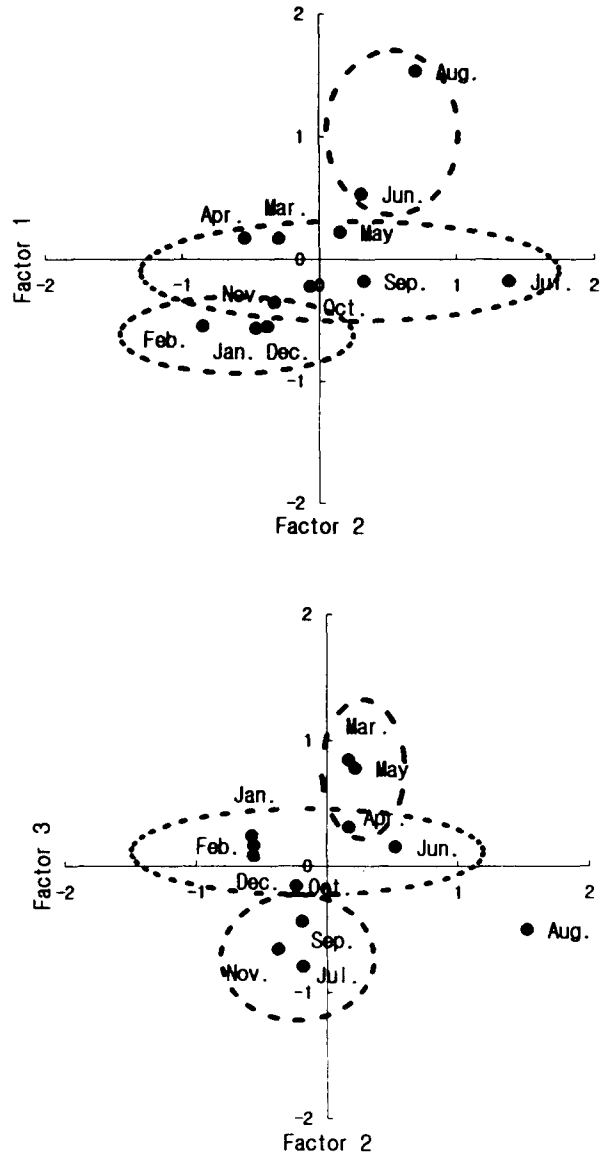 2
Aug.
1
Jun.
Apr. Mar.
May
Factor 1
-2 -1 0 1 2
Nov. Oct. Sep. Jul.
Feb. Jan. Dec.
-1
-2
Factor 2
2
Mar.
1
May
Jan. Apr.
Feb. Jun.
Factor 3
-2 -1 0 1 2
Dec. Oct.
Aug.
Sep.
Nov. Jul.
-1
-2
Factor 2